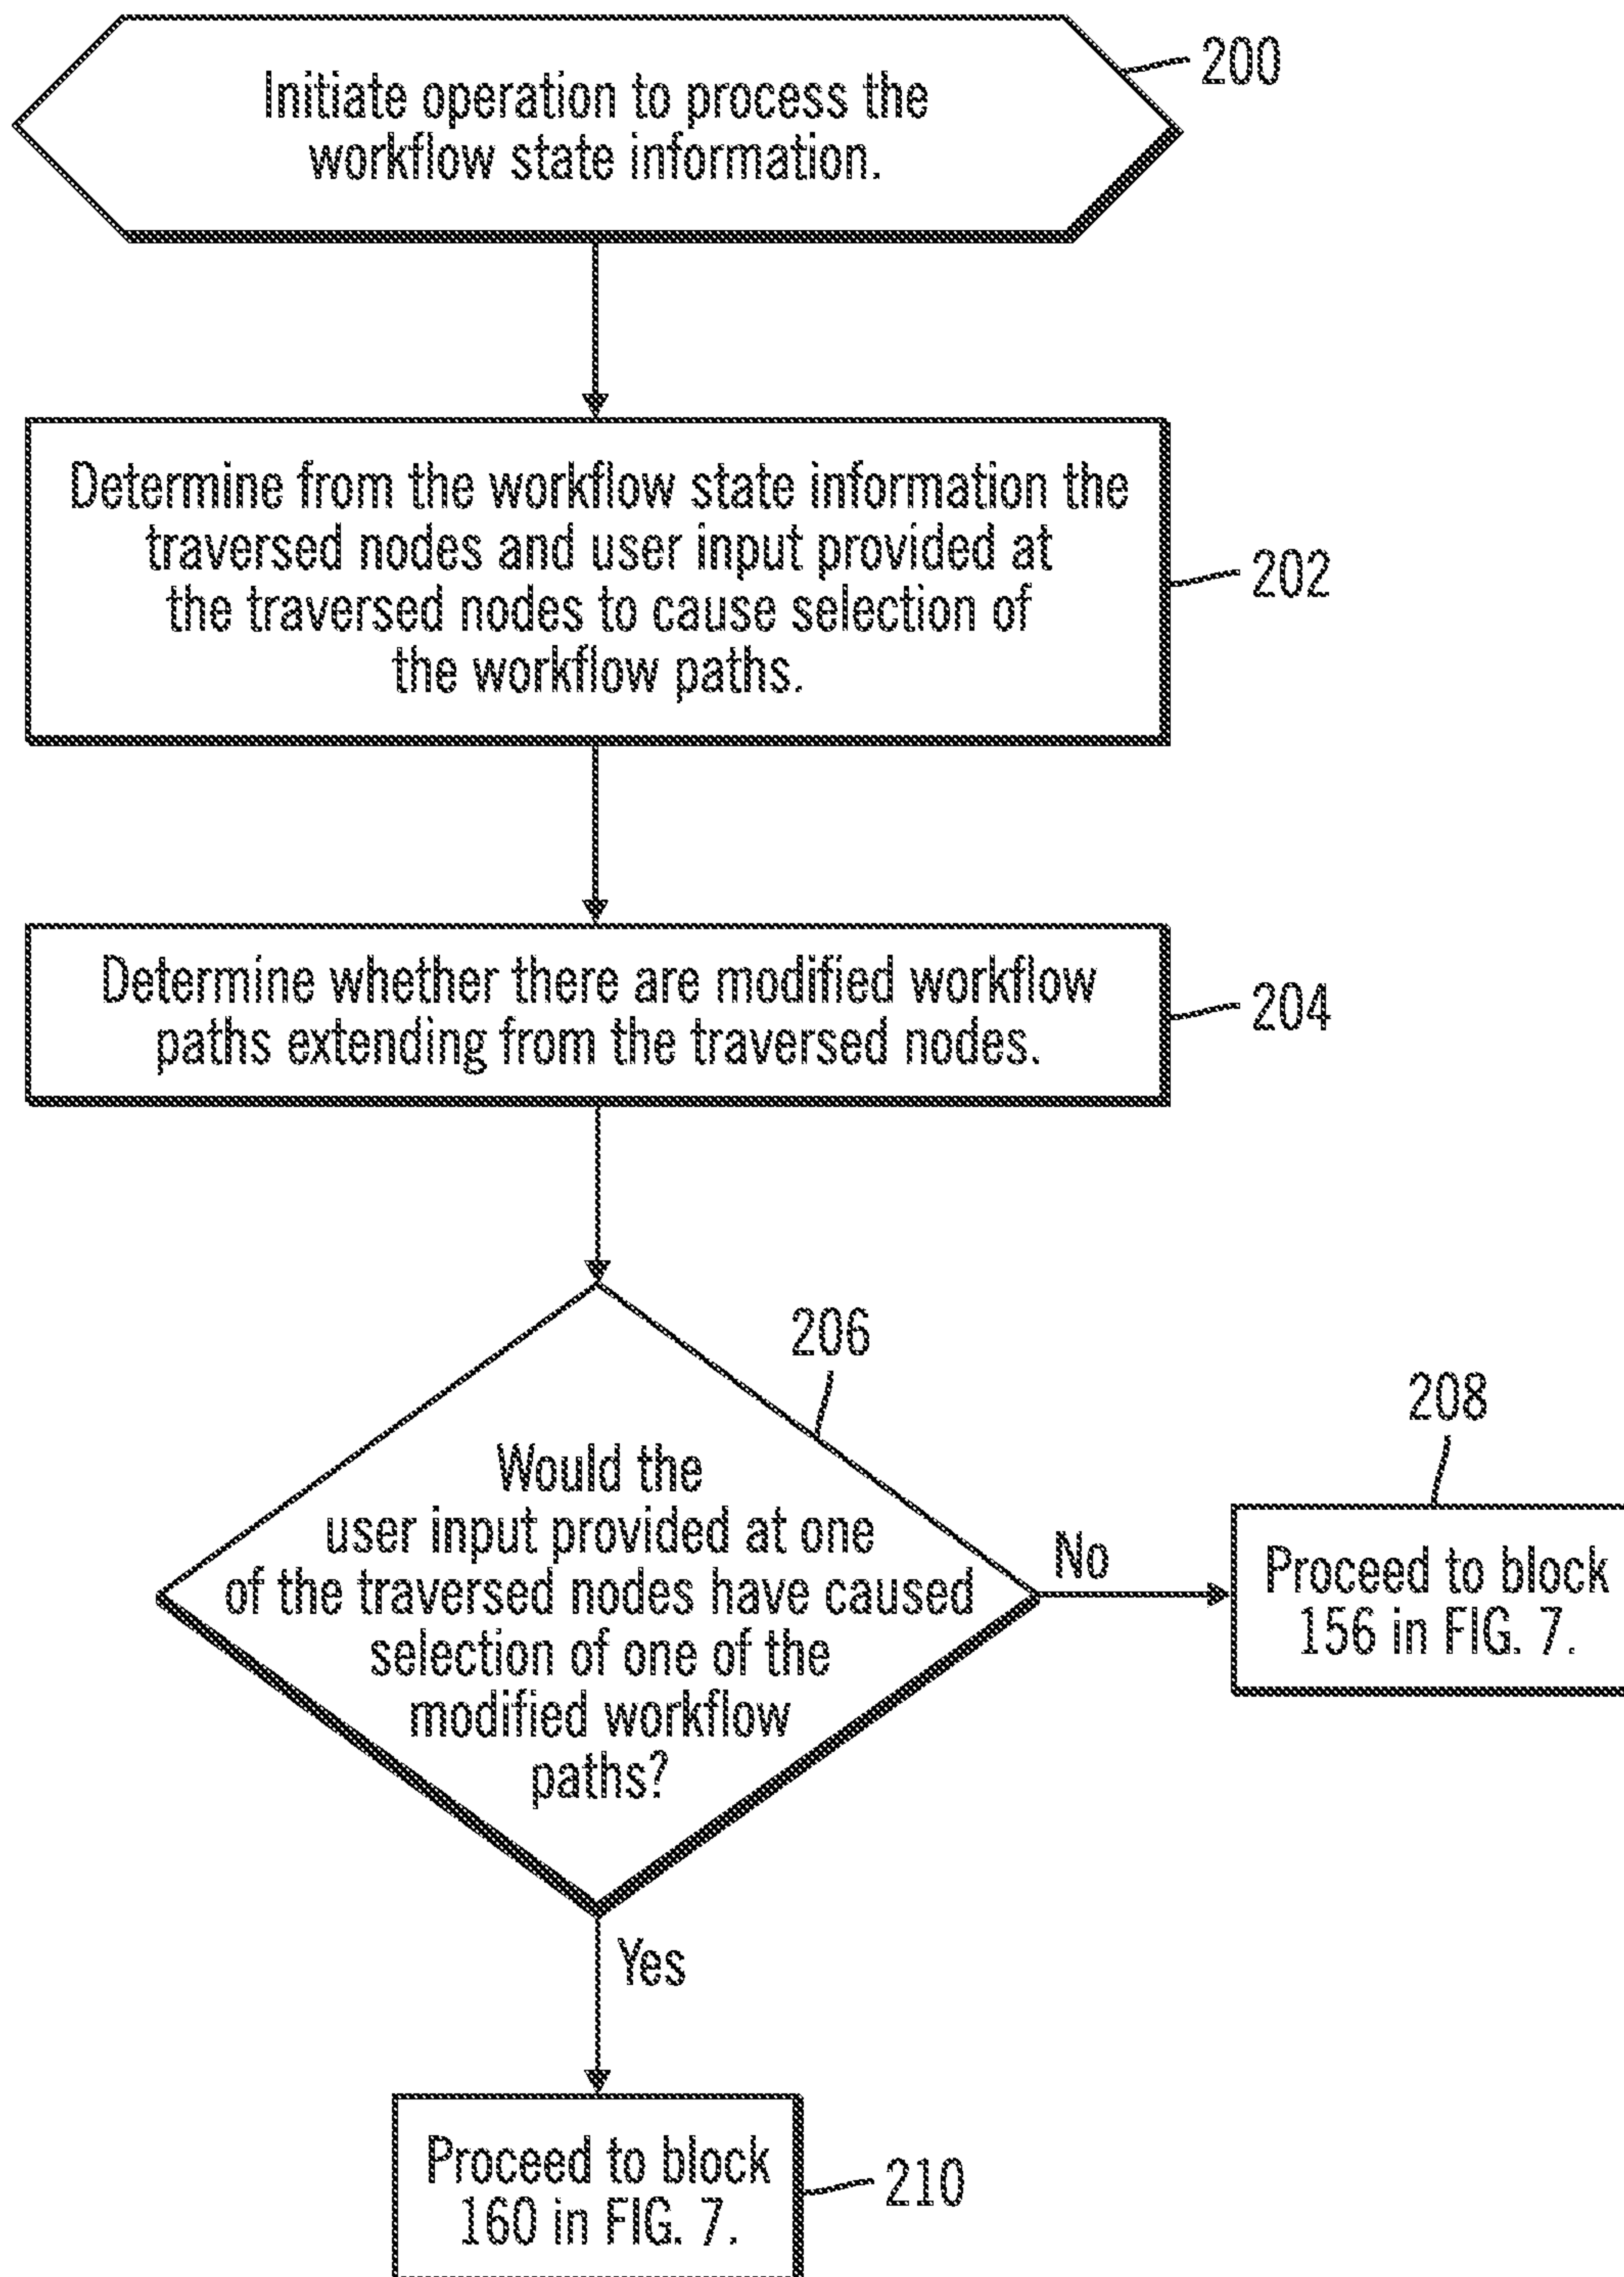 200
Initiate operation to process the
workflow state information.
Determine from the workflow state information the
traversed nodes and user input provided at
the traversed nodes to cause selection of
the workflow paths.
202
Determine whether there are modified workflow
paths extending from the traversed nodes.
204
206
Would the
user input provided at one
of the traversed nodes have caused
selection of one of the
modified workflow
paths?
No
208
Proceed to block
156 in FIG. 7.
Yes
Proceed to block
160 in FIG. 7.
210